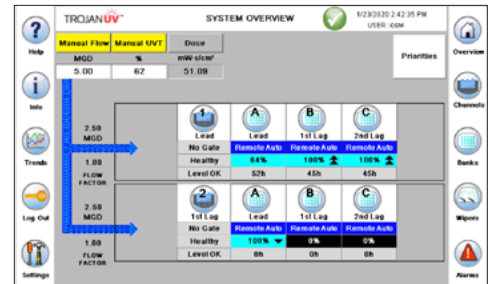 TROJANUV™ SYSTEM OVERVIEW 1/23/2020 2:42:35 PM
USER: OEM
Help
Manual Flow Manual UVT Dose
MGD % mW-s/cm²
5.00 62 51.09
Priorities
Overview
Info
Channels
1 A B C
2.50
MGD
Lead Lead 1st Lag 2nd Lag
No Gate Remote Auto Remote Auto Remote Auto
Healthy 64% 100% 100%
Level OK 52h 45h 45h
1.00
FLOW
FACTOR
Trends
Banks
2 A B C
2.50
MGD
1st Lag Lead 1st Lag 2nd Lag
No Gate Remote Auto Remote Auto Remote Auto
Healthy 100% 0% 0%
Level OK 0h 0h 0h
1.00
FLOW
FACTOR
Log Out
Wipers
Settings
Alarms